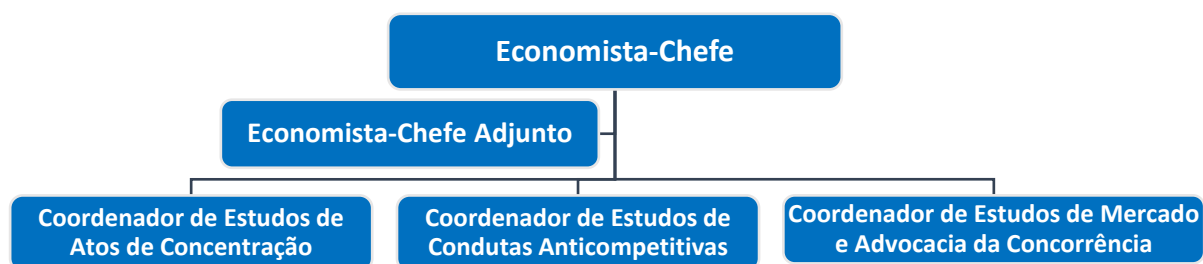 Economista-Chefe
Economista-Chefe Adjunto
Coordenador de Estudos de
Atos de Concentração
Coordenador de Estudos de
Condutas Anticompetitivas
Coordenador de Estudos de Mercado
e Advocacia da Concorrência